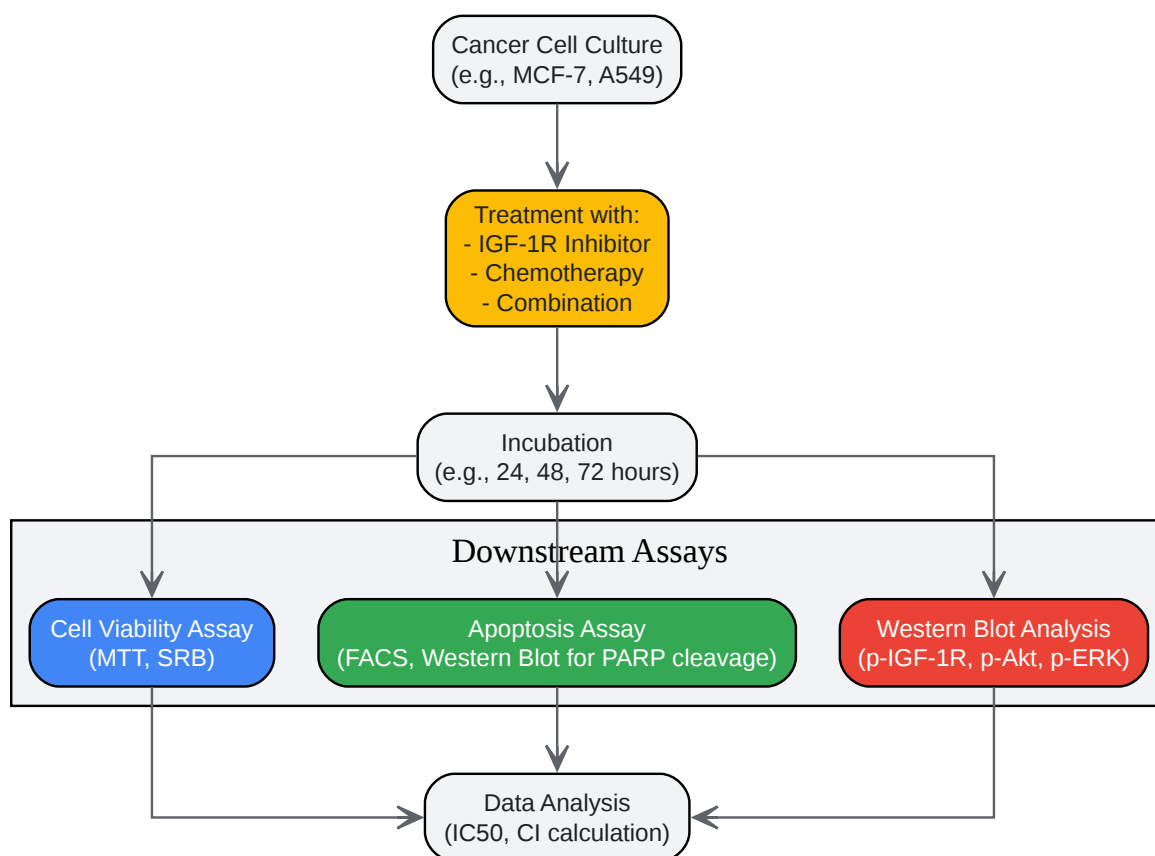 Cancer Cell Culture
(e.g., MCF-7, A549)
Treatment with:
- IGF-1R Inhibitor
- Chemotherapy
- Combination
Incubation
(e.g., 24, 48, 72 hours)
Downstream Assays
Cell Viability Assay
(MTT, SRB)
Apoptosis Assay
(FACS, Western Blot for PARP cleavage)
Western Blot Analysis
(p-IGF-1R, p-Akt, p-ERK)
Data Analysis
(IC50, CI calculation)